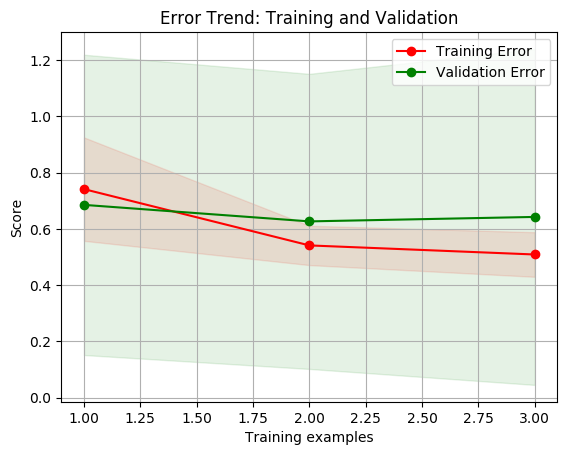 Error Trend: Training and Validation
Training Error
Validation Error
1.2
1.0
0.8
0.6
0.4
0.2
0.0
Score
1.00 1.25 1.50 1.75 2.00 2.25 2.50 2.75 3.00
Training examples